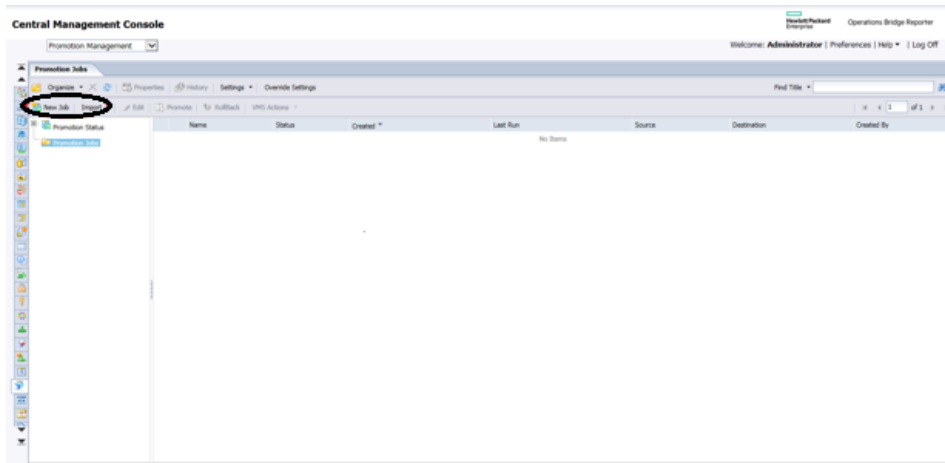 Central Management Console
Hewlett Packard Enterprise
Operations Bridge Reporter
Promotion Management
Welcome: Administrator | Preferences | Help | Log Off
Promotion Jobs
Organize Properties History Settings Override Settings
Find Title
New Job Import Edit Promote Rollback VMS Actions
1 of 1
Promotion Status
Promotion Jobs
Name Status Created Last Run Source Destination Created By
No Items